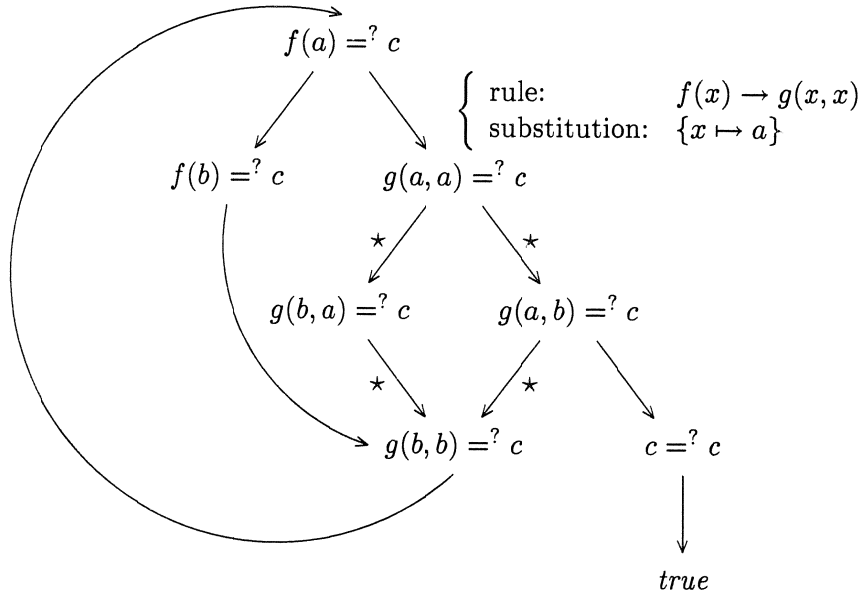 f(a) =? c
rule: f(x) → g(x, x)
substitution: {x ↦ a}
f(b) =? c g(a, a) =? c
⋆ ⋆
g(b, a) =? c g(a, b) =? c
⋆ ⋆
g(b, b) =? c c =? c
true